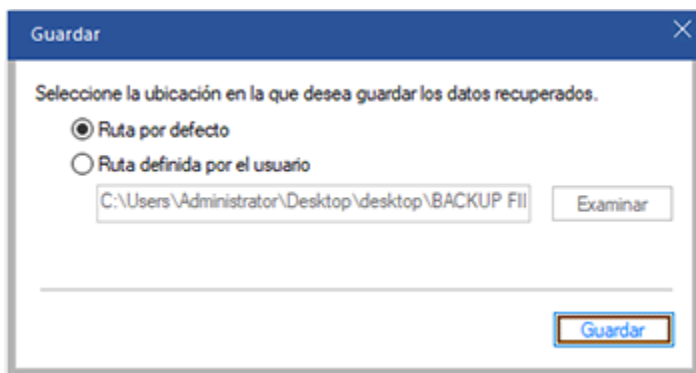 Guardar
Seleccione la ubicación en la que desea guardar los datos recuperados.
Ruta por defecto
Ruta definida por el usuario
C:\Users\Administrator\Desktop\desktop\BACKUP FII
Examinar
Guardar